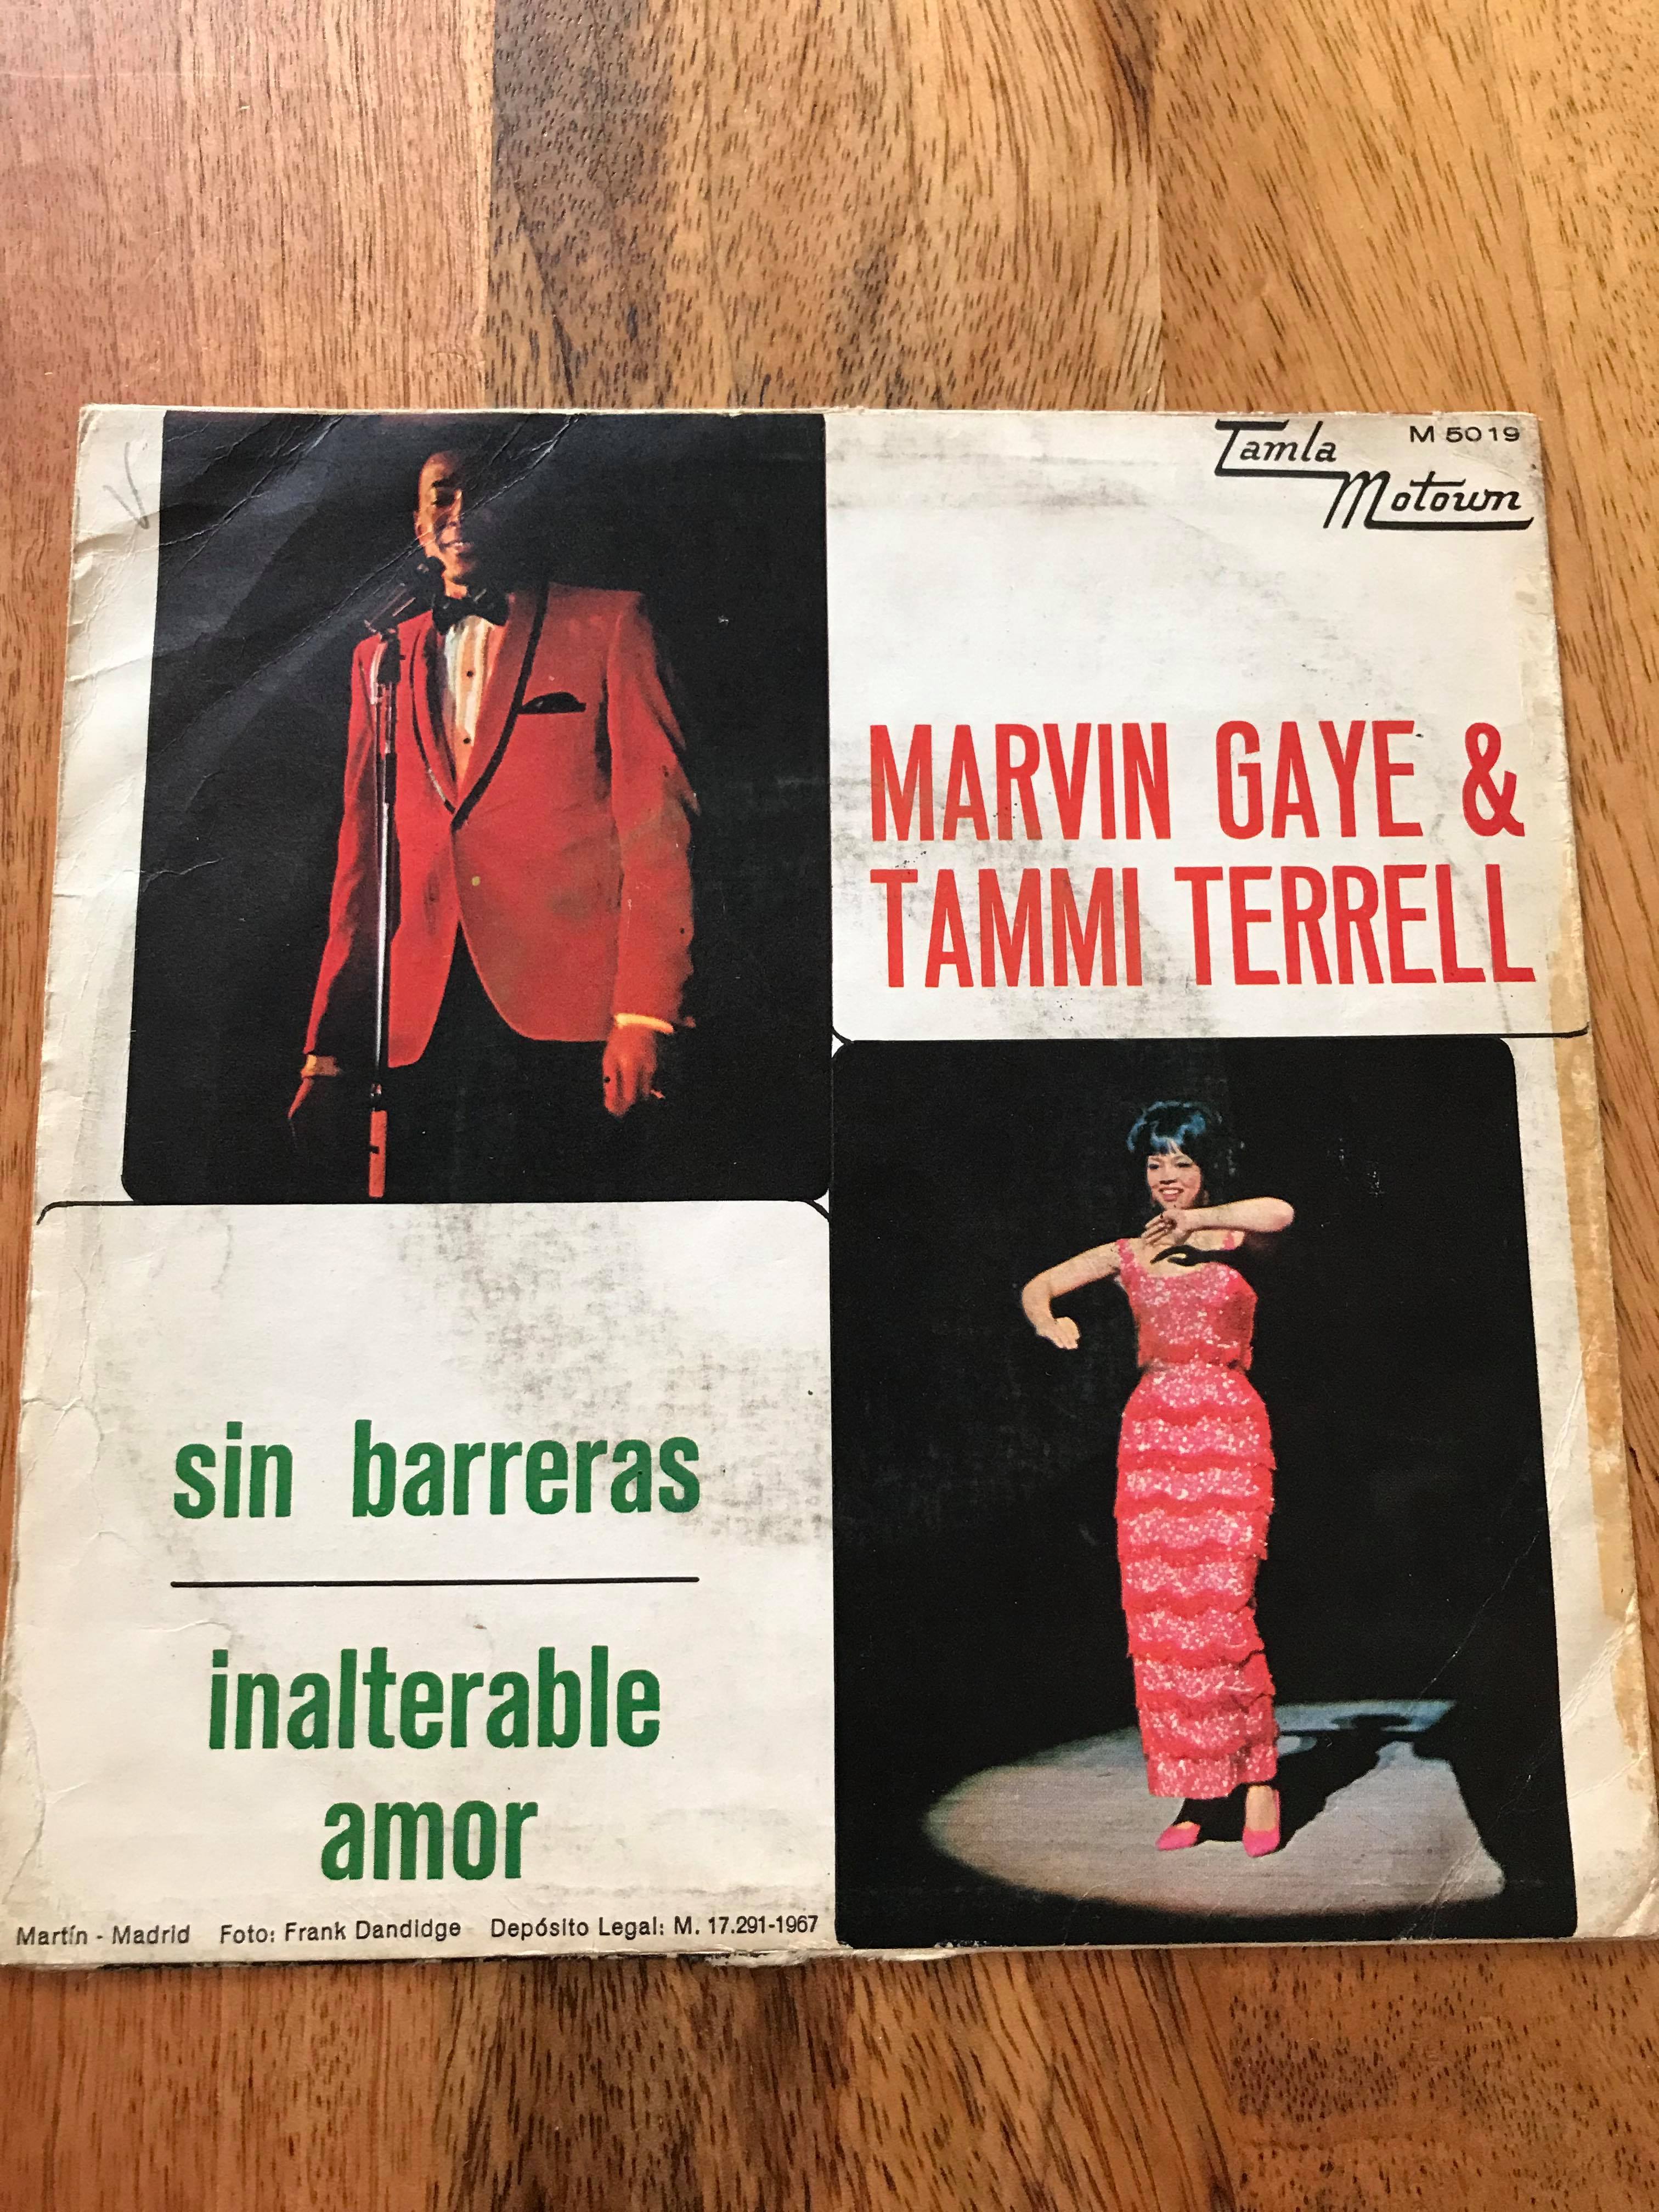 Tamla
Motown
M 5019
MARVIN GAYE &
TAMMI TERRELL
sin barreras
inalterable
amor
Martín - Madrid Foto: Frank Dandidge Depósito Legal: M. 17.291-1967